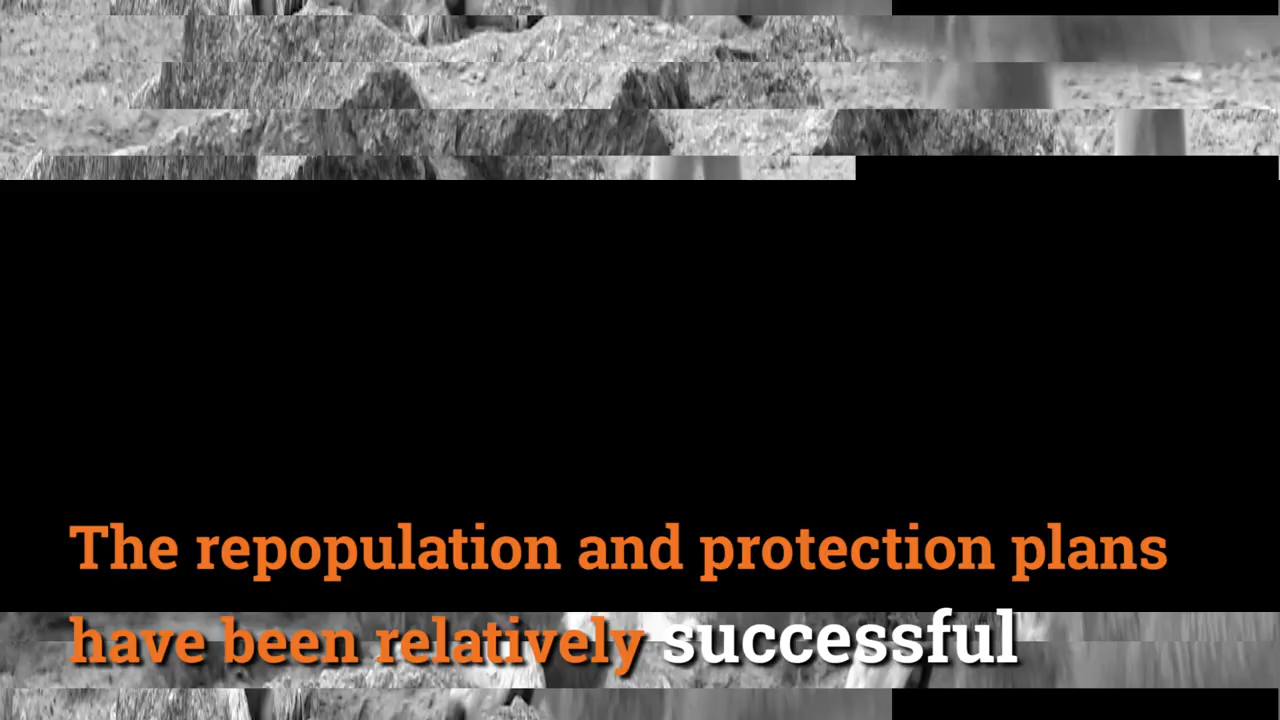 The repopulation and protection plans
have been relatively successful